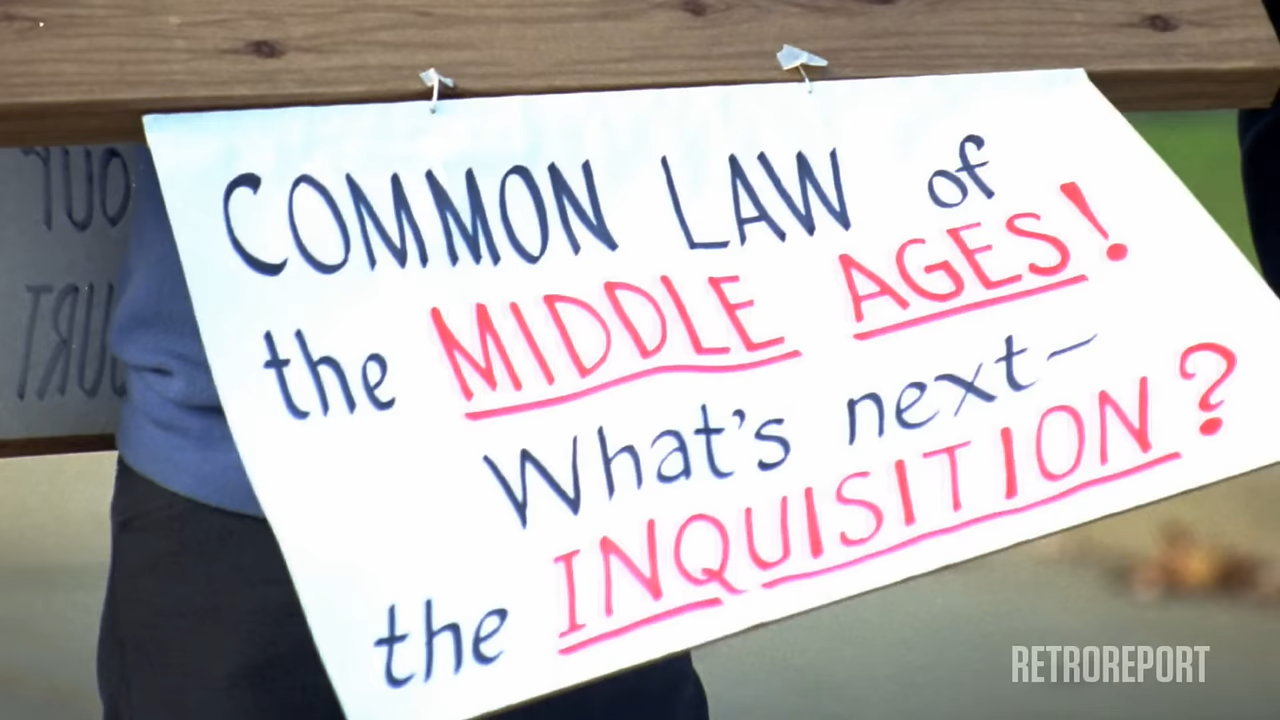 COMMON LAW of
the MIDDLE AGES!
What's next-
the INQUISITION?
RETROREPORT